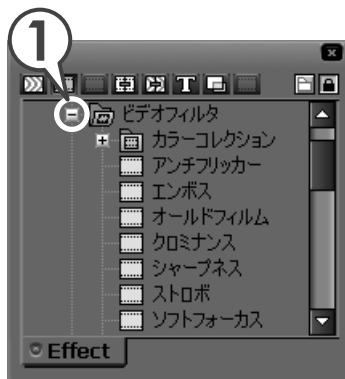 1
T
ビデオフィルタ
カラーコレクション
アンチフリッカー
エンボス
オールドフィルム
クロミナンス
シャープネス
ストロボ
ソフトフォーカス
Effect